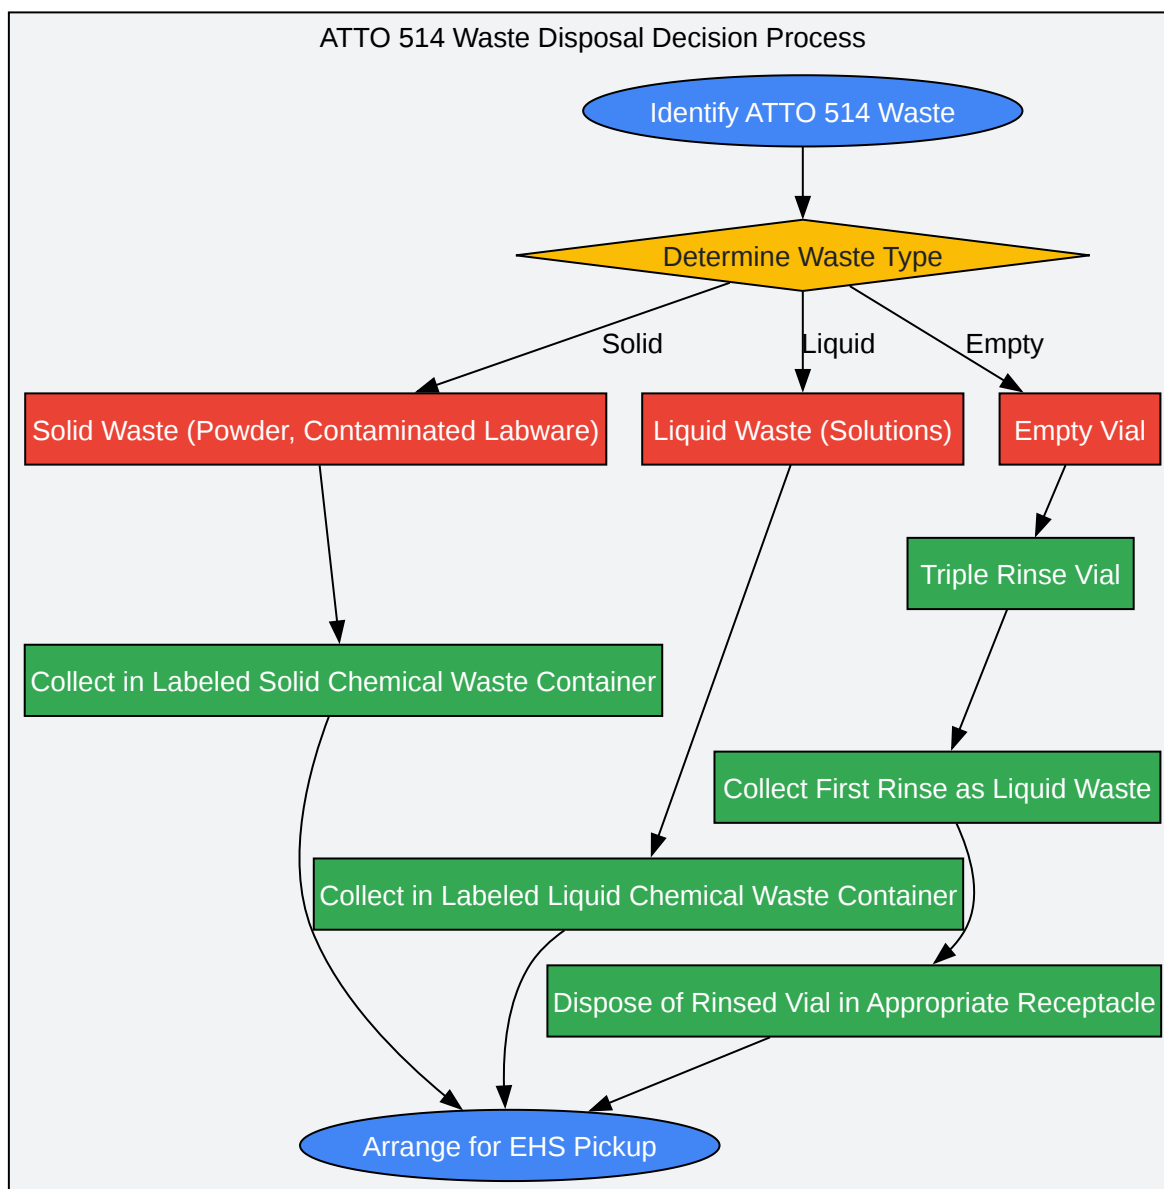 ATTO 514 Waste Disposal Decision Process
Identify ATTO 514 Waste
Determine Waste Type
Solid
Liquid
Empty
Solid Waste (Powder, Contaminated Labware)
Liquid Waste (Solutions)
Empty Vial
Triple Rinse Vial
Collect in Labeled Solid Chemical Waste Container
Collect First Rinse as Liquid Waste
Collect in Labeled Liquid Chemical Waste Container
Dispose of Rinsed Vial in Appropriate Receptacle
Arrange for EHS Pickup